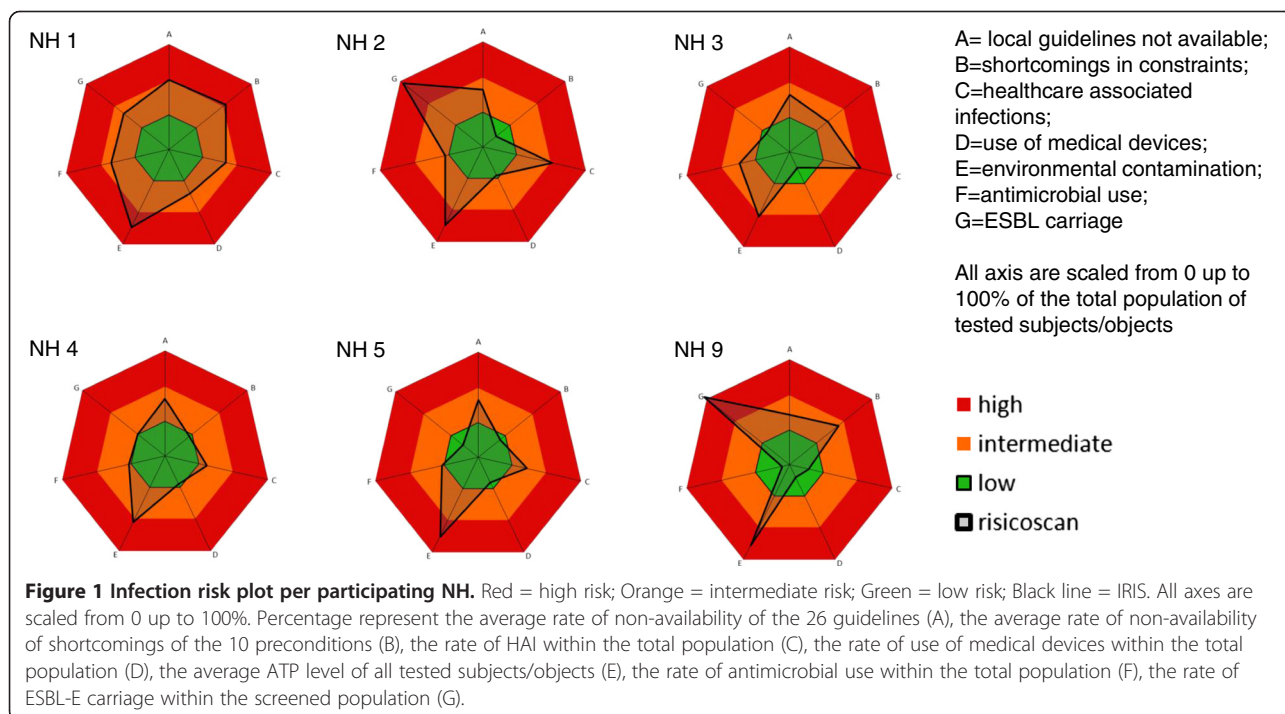 NH 1
A
B
C
D
E
F
G
NH 2
A
B
C
D
E
F
G
NH 3
A
B
C
D
E
F
G
A= local guidelines not available;
B=shortcomings in constraints;
C=healthcare associated
infections;
D=use of medical devices;
E=environmental contamination;
F=antimicrobial use;
G=ESBL carriage
All axis are scaled from 0 up to
100% of the total population of
tested subjects/objects
NH 4
A
B
C
D
E
F
G
NH 5
A
B
C
D
E
F
G
NH 9
A
B
C
D
E
F
G
high
intermediate
low
risicoscan
Figure 1 Infection risk plot per participating NH. Red = high risk; Orange = intermediate risk; Green = low risk; Black line = IRIS. All axes are
scaled from 0 up to 100%. Percentage represent the average rate of non-availability of the 26 guidelines (A), the average rate of non-availability
of shortcomings of the 10 preconditions (B), the rate of HAI within the total population (C), the rate of use of medical devices within the total
population (D), the average ATP level of all tested subjects/objects (E), the rate of antimicrobial use within the total population (F), the rate of
ESBL-E carriage within the screened population (G).